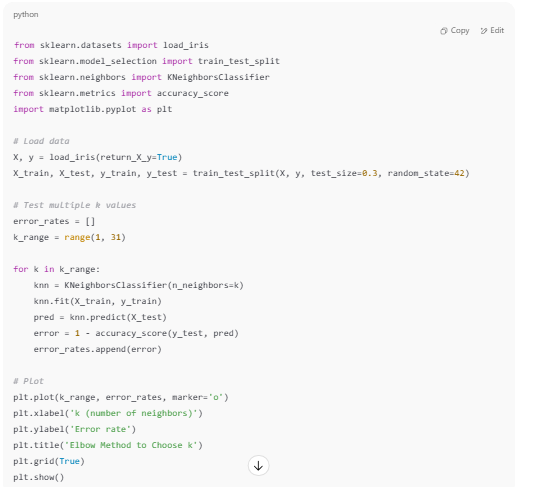 python
Copy Edit
from sklearn.datasets import load_iris
from sklearn.model_selection import train_test_split
from sklearn.neighbors import KNeighborsClassifier
from sklearn.metrics import accuracy_score
import matplotlib.pyplot as plt
# Load data
X, y = load_iris(return_X_y=True)
X_train, X_test, y_train, y_test = train_test_split(X, y, test_size=0.3, random_state=42)
# Test multiple k values
error_rates = []
k_range = range(1, 31)
for k in k_range:
    knn = KNeighborsClassifier(n_neighbors=k)
    knn.fit(X_train, y_train)
    pred = knn.predict(X_test)
    error = 1 - accuracy_score(y_test, pred)
    error_rates.append(error)
# Plot
plt.plot(k_range, error_rates, marker='o')
plt.xlabel('k (number of neighbors)')
plt.ylabel('Error rate')
plt.title('Elbow Method to Choose k')
plt.grid(True)
plt.show()